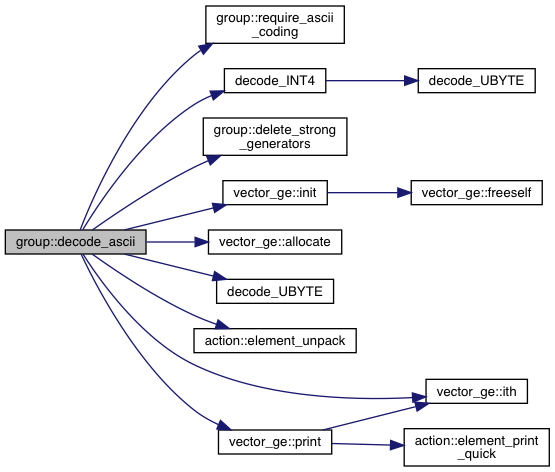 group::require_ascii
_coding
decode_INT4
decode_UBYTE
group::delete_strong
_generators
vector_ge::init
vector_ge::freeself
group::decode_ascii
vector_ge::allocate
decode_UBYTE
action::element_unpack
vector_ge::ith
vector_ge::print
action::element_print
_quick